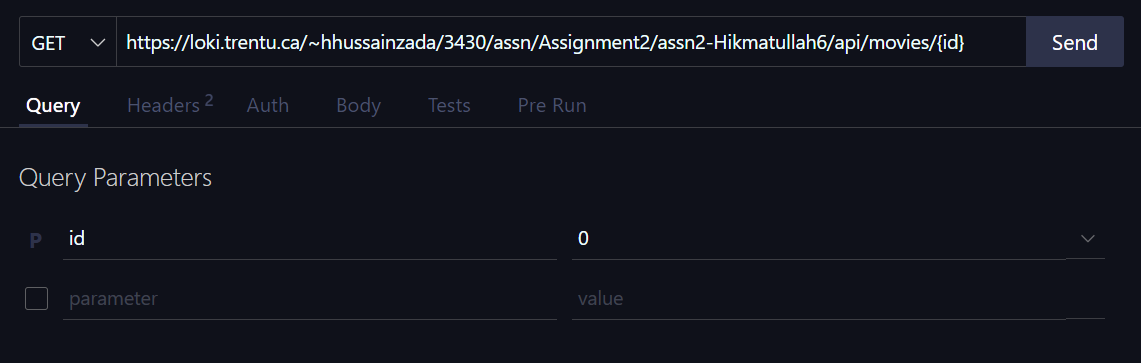 GET https://loki.trentu.ca/~hhussainzada/3430/assn/Assignment2/assn2-Hikmatullah6/api/movies/{id} Send
Query Headers 2 Auth Body Tests Pre Run
Query Parameters
P id 0
parameter value